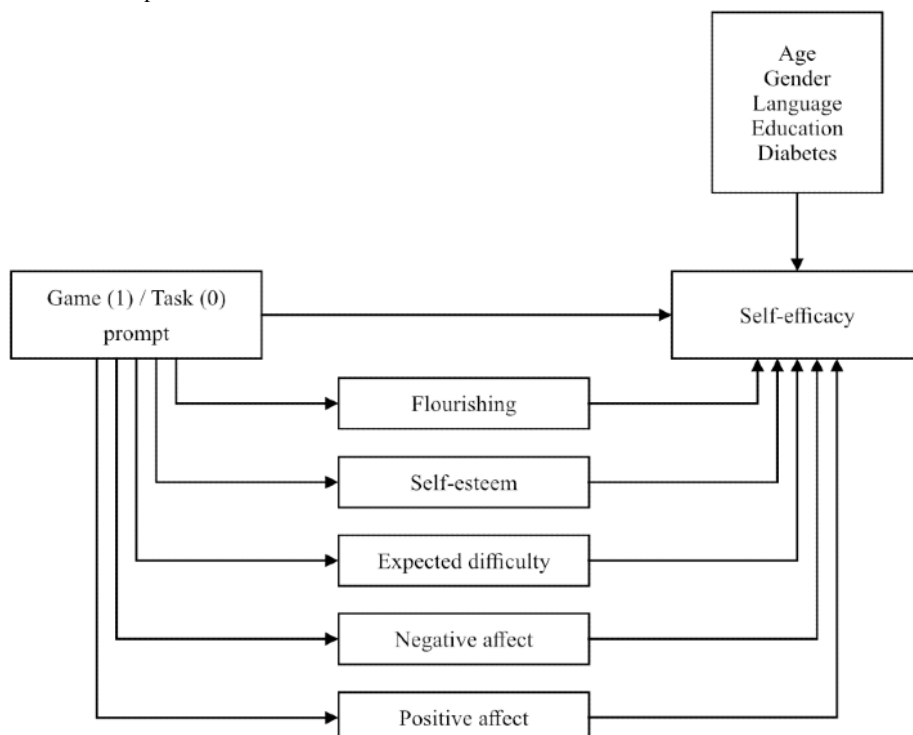 Age
Gender
Language
Education
Diabetes
Game (1) / Task (0)
prompt
Self-efficacy
Flourishing
Self-esteem
Expected difficulty
Negative affect
Positive affect